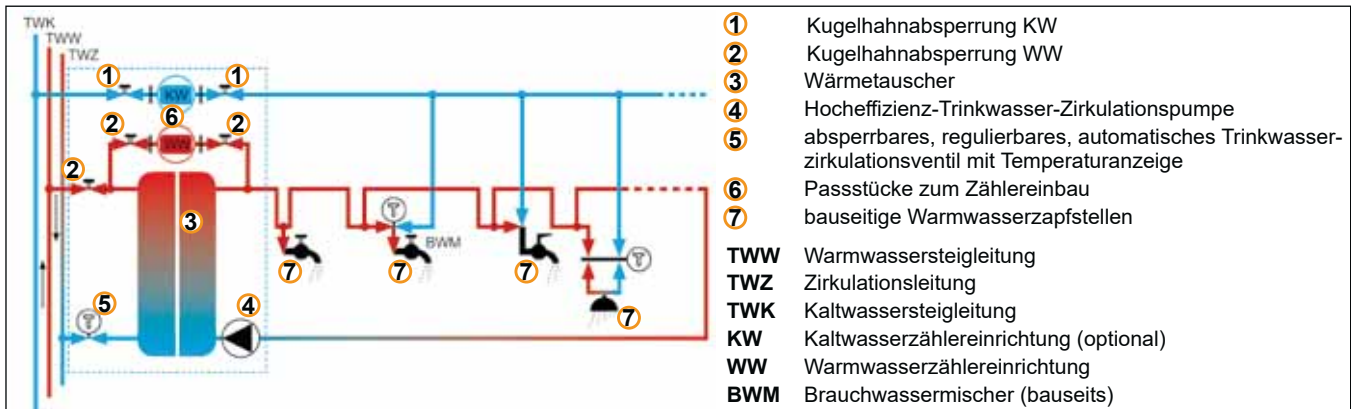 TWK
TWW
TWZ
1
1
KW
6
2
2
WW
2
3
T
BWM
7
7
7
T
7
5
T
4
1 Kugelhahnabsperrung KW
2 Kugelhahnabsperrung WW
3 Wärmetauscher
4 Hocheffizienz-Trinkwasser-Zirkulationspumpe
5 absperrbares, regulierbares, automatisches Trinkwasser-
zirkulationsventil mit Temperaturanzeige
6 Passstücke zum Zählereinbau
7 bauseitige Warmwasserzapfstellen
TWW Warmwassersteigleitung
TWZ Zirkulationsleitung
TWK Kaltwassersteigleitung
KW Kaltwasserzählereinrichtung (optional)
WW Warmwasserzählereinrichtung
BWM Brauchwassermischer (bauseits)